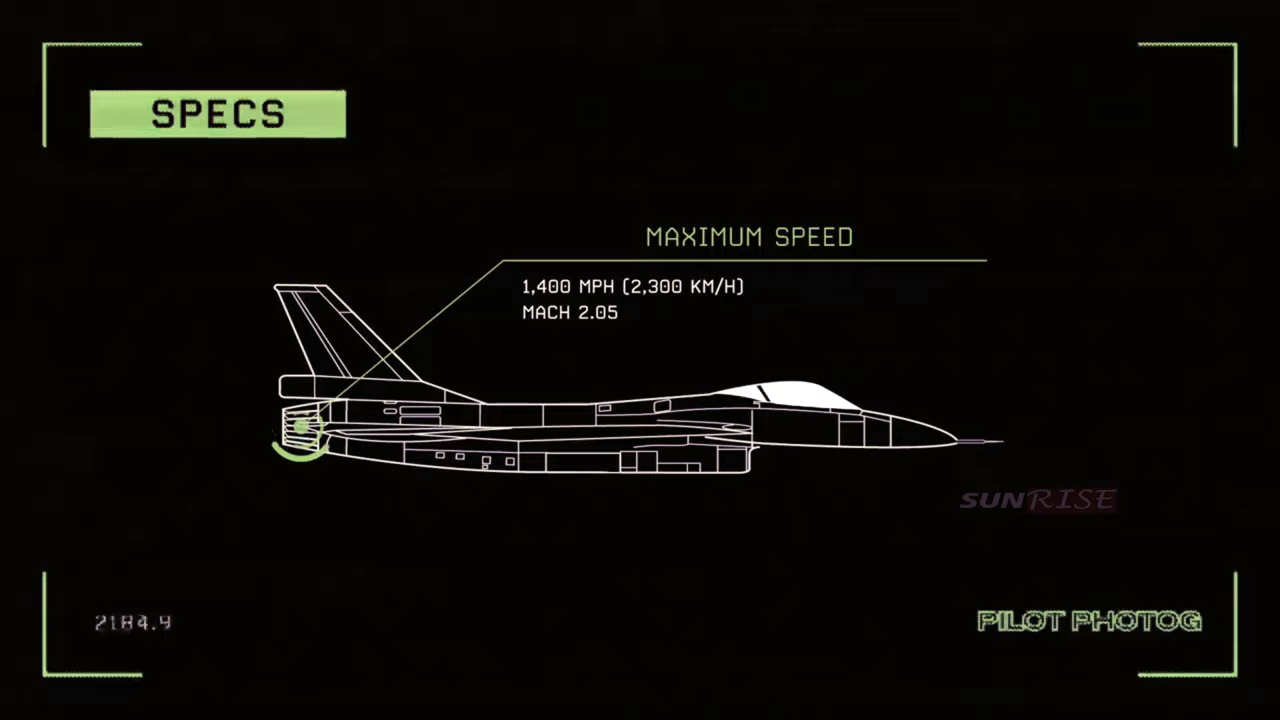 SPECS
MAXIMUM SPEED
1,400 MPH (2,300 KM/H)
MACH 2.05
SUNRISE
2184.9
PILOT PHOTOG